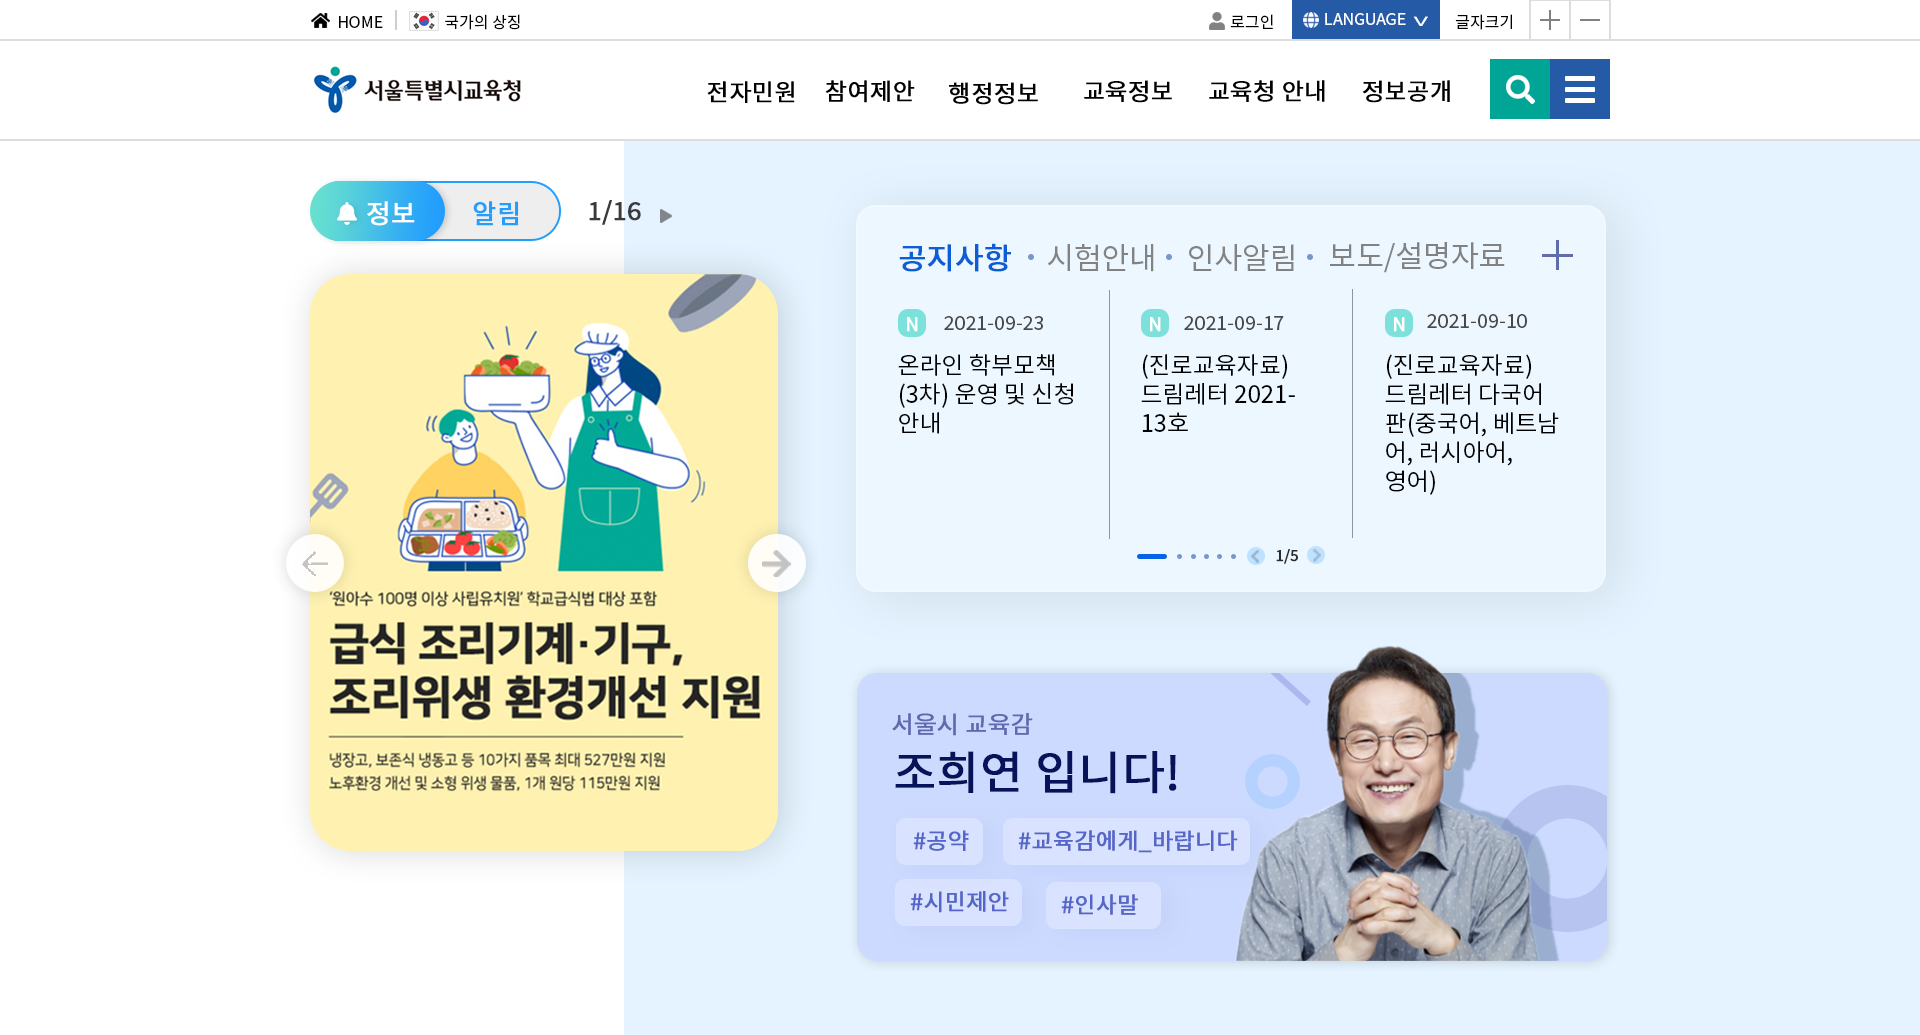 HOME
국가의 상징
로그인
LANGUAGE
글자크기
서울특별시교육청
전자민원
참여제안
행정정보
교육정보
교육청 안내
정보공개
정보
알림
1/16
‘원아수 100명 이상 사립유치원’ 학교급식법 대상 포함
급식 조리기계·기구,
조리위생 환경개선 지원
냉장고, 보존식 냉동고 등 10가지 품목 최대 527만원 지원
노후환경 개선 및 소형 위생 물품, 1개 원당 115만원 지원
공지사항
시험안내
인사알림
보도/설명자료
N 2021-09-23
온라인 학부모책
(3차) 운영 및 신청
안내
N 2021-09-17
(진로교육자료)
드림레터 2021-
13호
N 2021-09-10
(진로교육자료)
드림레터 다국어
판(중국어, 베트남
어, 러시아어,
영어)
1/5
서울시 교육감
조희연 입니다!
#공약
#교육감에게_바랍니다
#시민제안
#인사말